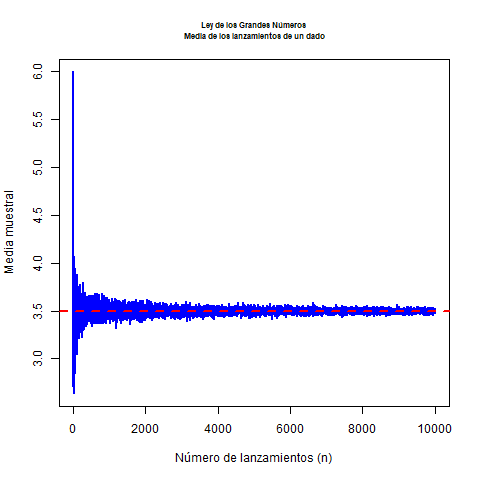 Ley de los Grandes Números
Media de los lanzamientos de un dado
Media muestral
6.0
5.5
5.0
4.5
4.0
3.5
3.0
0 2000 4000 6000 8000 10000
Número de lanzamientos (n)